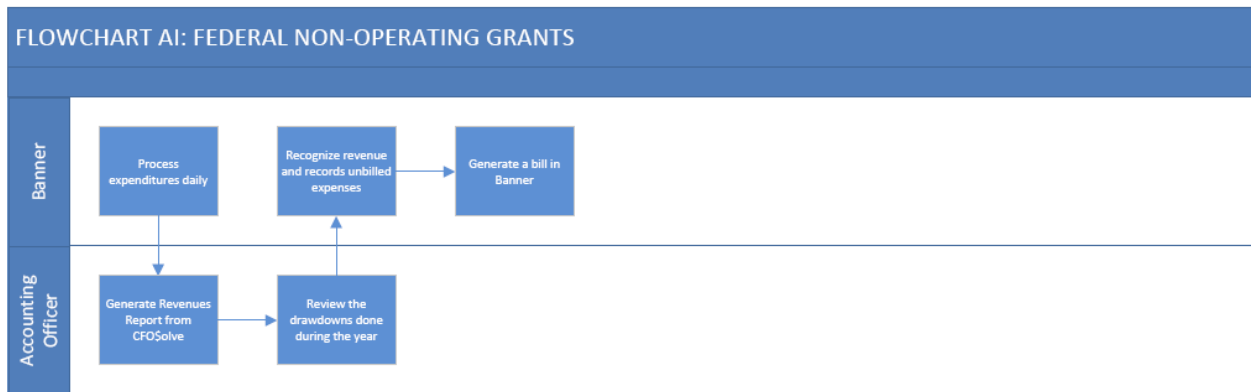 FLOWCHART AI: FEDERAL NON-OPERATING GRANTS
Banner
Process
expenditures daily
Recognize revenue
and records unbilled
expenses
Generate a bill in
Banner
Accounting
Officer
Generate Revenues
Report from
CFO$olve
Review the
drawdowns done
during the year